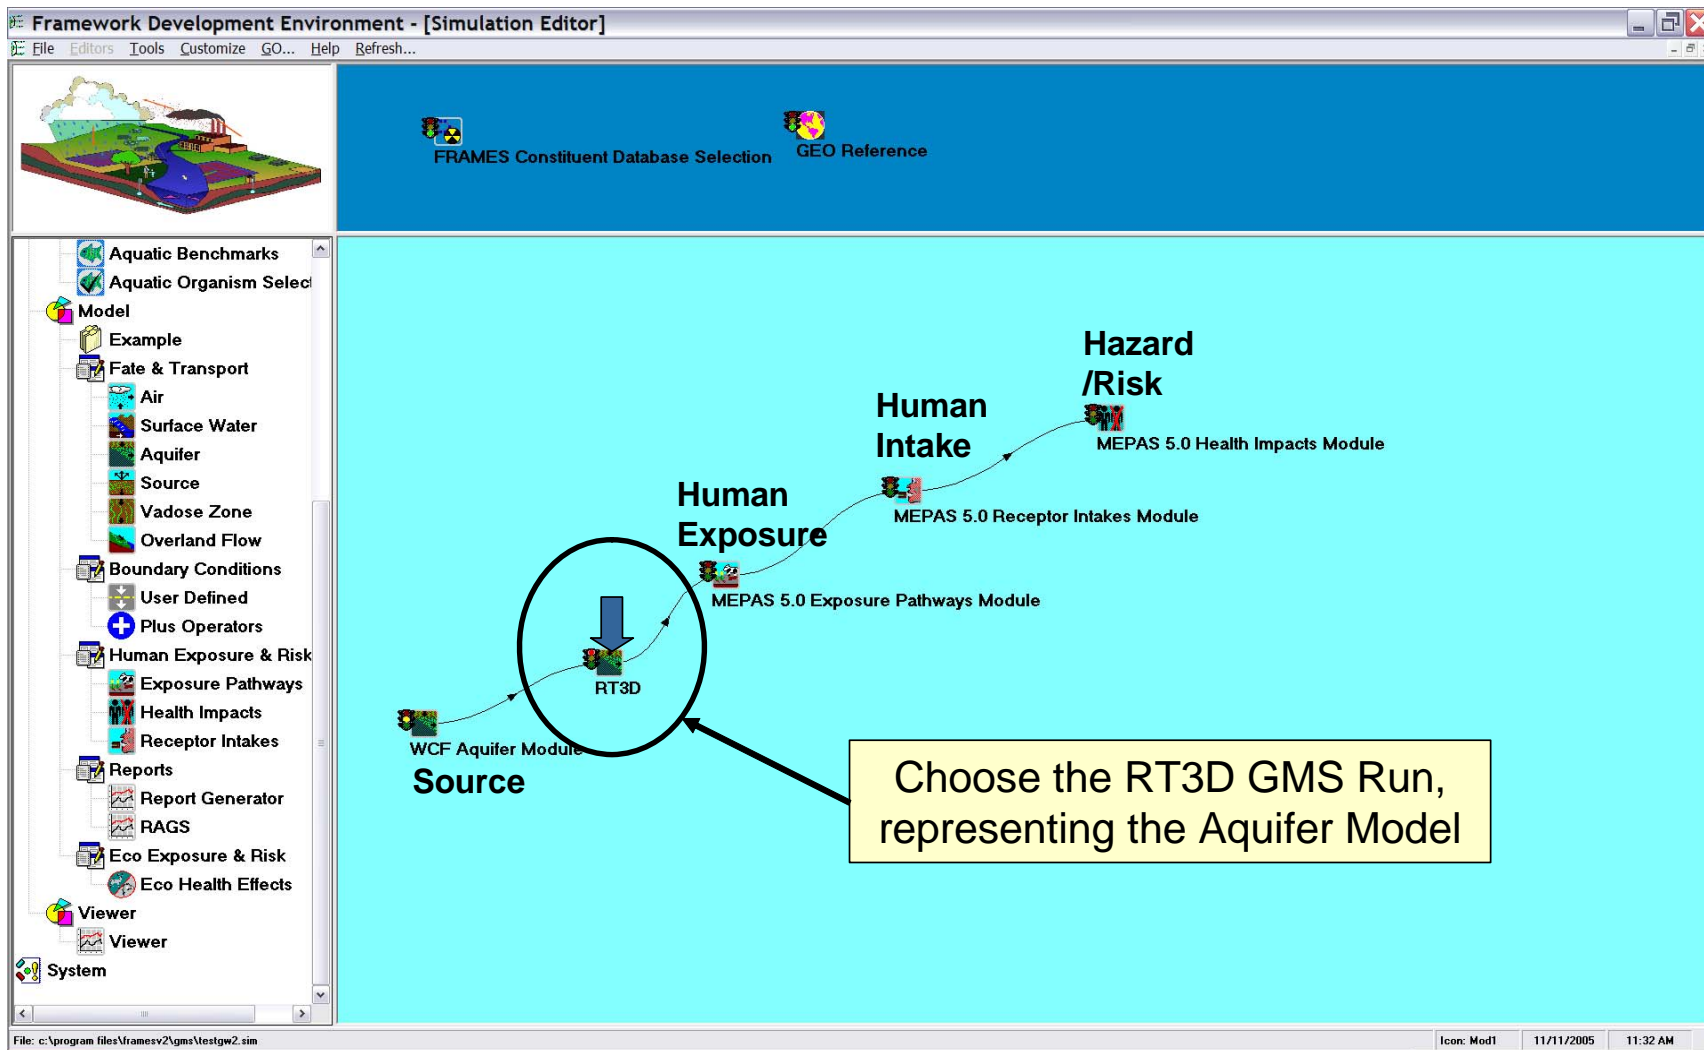 Framework Development Environment - [Simulation Editor]
File Editors Tools Customize GO... Help Refresh...
FRAMES Constituent Database Selection
GEO Reference
Aquatic Benchmarks
Aquatic Organism Select
Model
Example
Fate & Transport
Air
Surface Water
Aquifer
Source
Vadose Zone
Overland Flow
Boundary Conditions
User Defined
Plus Operators
Human Exposure & Risk
Exposure Pathways
Health Impacts
Receptor Intakes
Reports
Report Generator
RAGS
Eco Exposure & Risk
Eco Health Effects
Viewer
Viewer
System
Hazard
/Risk
MEPAS 5.0 Health Impacts Module
Human
Intake
MEPAS 5.0 Receptor Intakes Module
Human
Exposure
MEPAS 5.0 Exposure Pathways Module
RT3D
WCF Aquifer Module
Source
Choose the RT3D GMS Run,
representing the Aquifer Model
File: c:\program files\framesv2\gms\testgw2.sim
Icon: Mod1
11/11/2005
11:32 AM